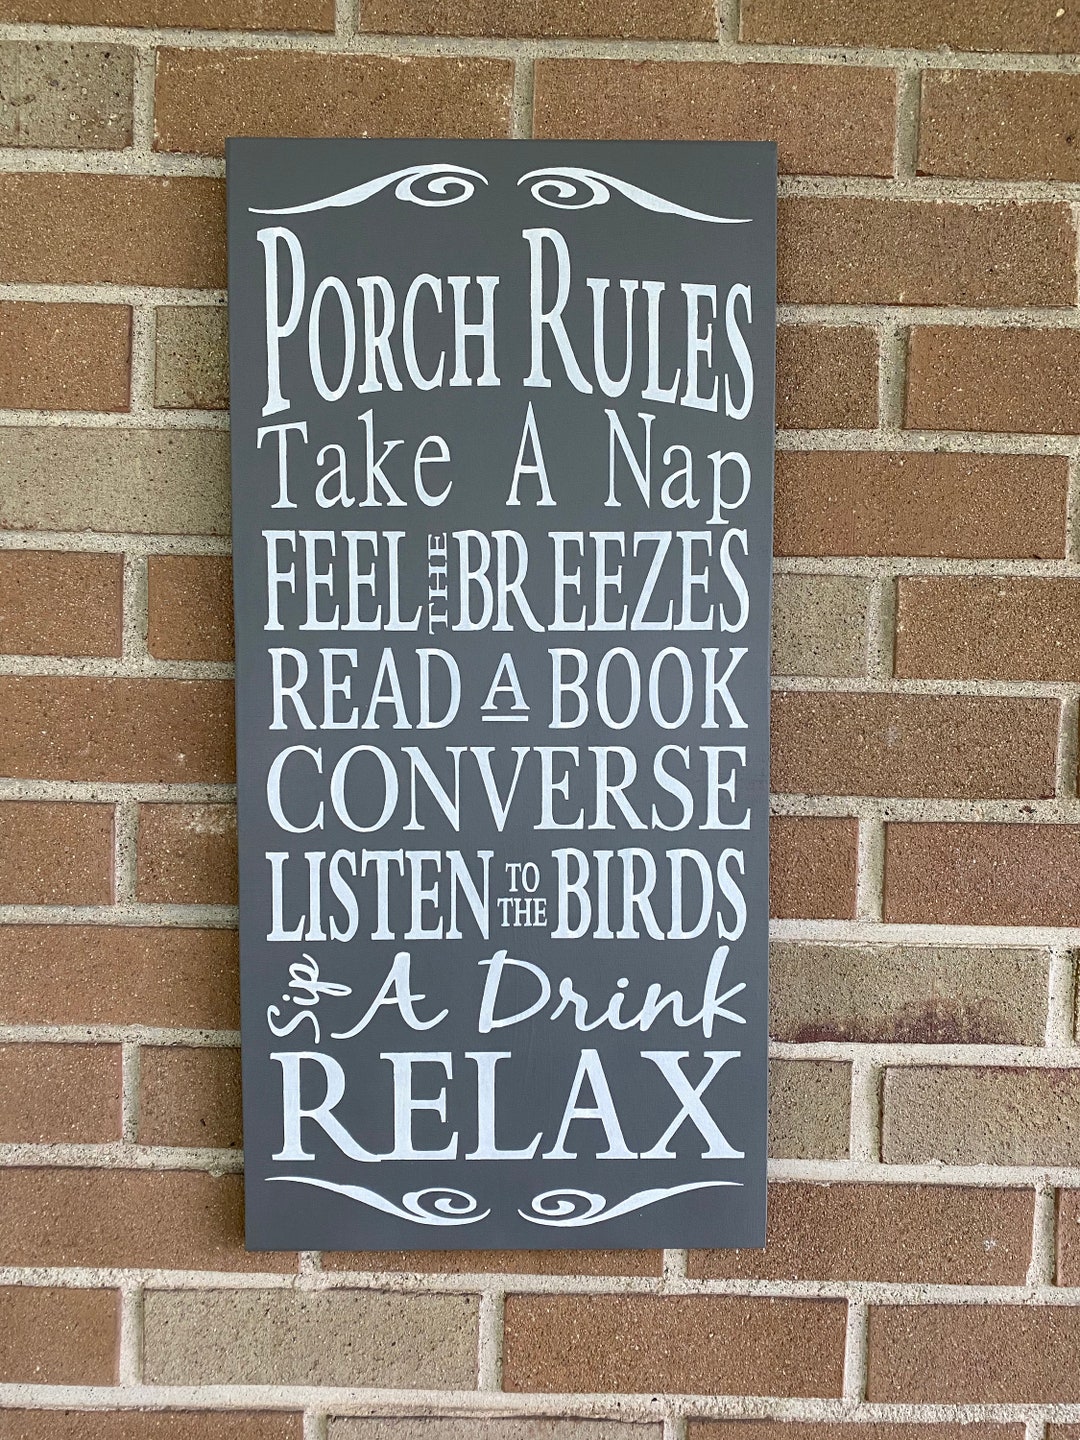 PORCH RULES
Take A Nap
FEEL THE BREEZES
READ A BOOK
CONVERSE
LISTEN TO THE BIRDS
Sip A Drink
RELAX